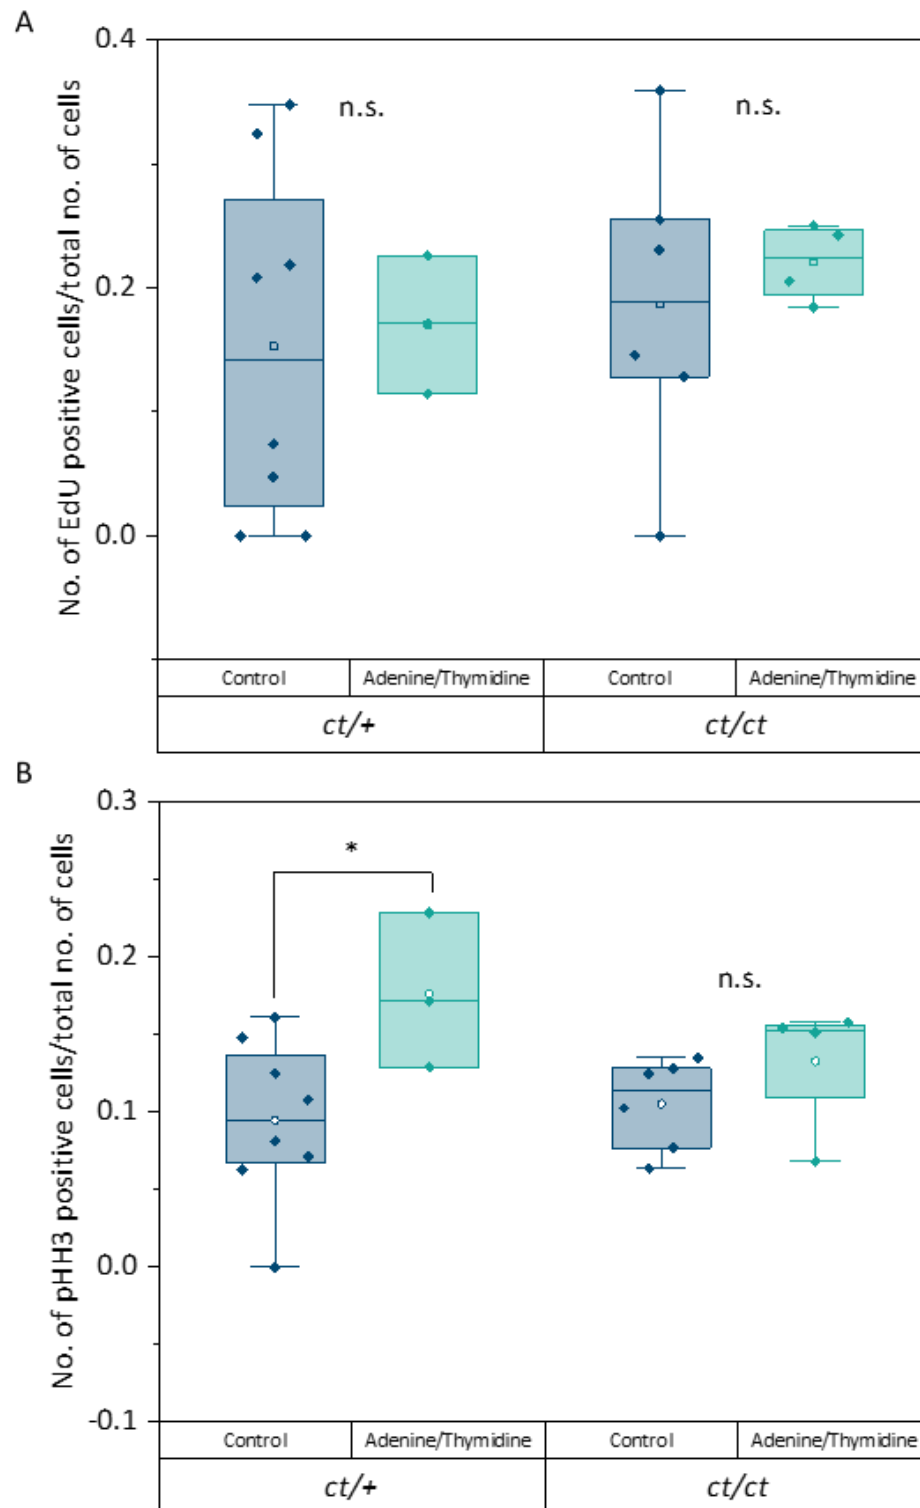 A
No. of EdU positive cells/total no. of cells
0.4
0.2
0.0
n.s.
n.s.
Control
Adenine/Thymidine
Control
Adenine/Thymidine
ct/+
ct/ct
B
No. of pHH3 positive cells/total no. of cells
0.3
0.2
0.1
0.0
-0.1
*
n.s.
Control
Adenine/Thymidine
Control
Adenine/Thymidine
ct/+
ct/ct